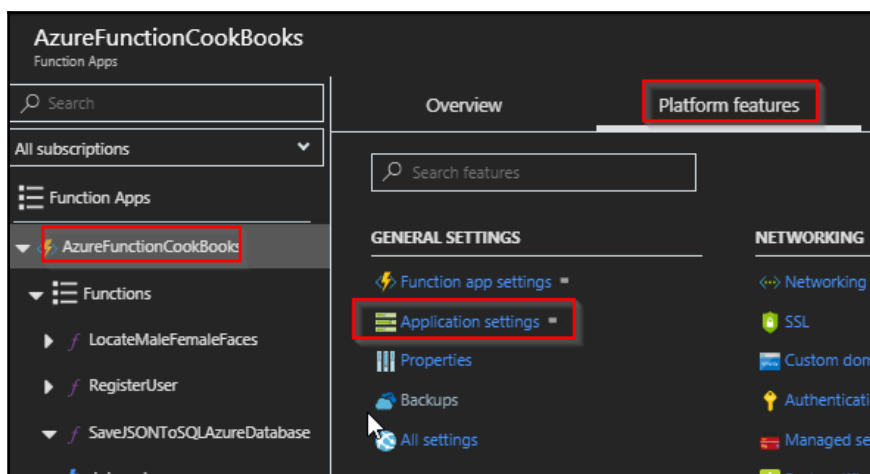 AzureFunctionCookBooks
Function Apps
Search
All subscriptions
Function Apps
AzureFunctionCookBooks
Functions
LocateMaleFemaleFaces
RegisterUser
SaveJSONToSQLAzureDatabase
Overview
Platform features
Search features
GENERAL SETTINGS
Function app settings
Application settings
Properties
Backups
All settings
NETWORKING
Networking
SSL
Custom dom
Authenticati
Managed se